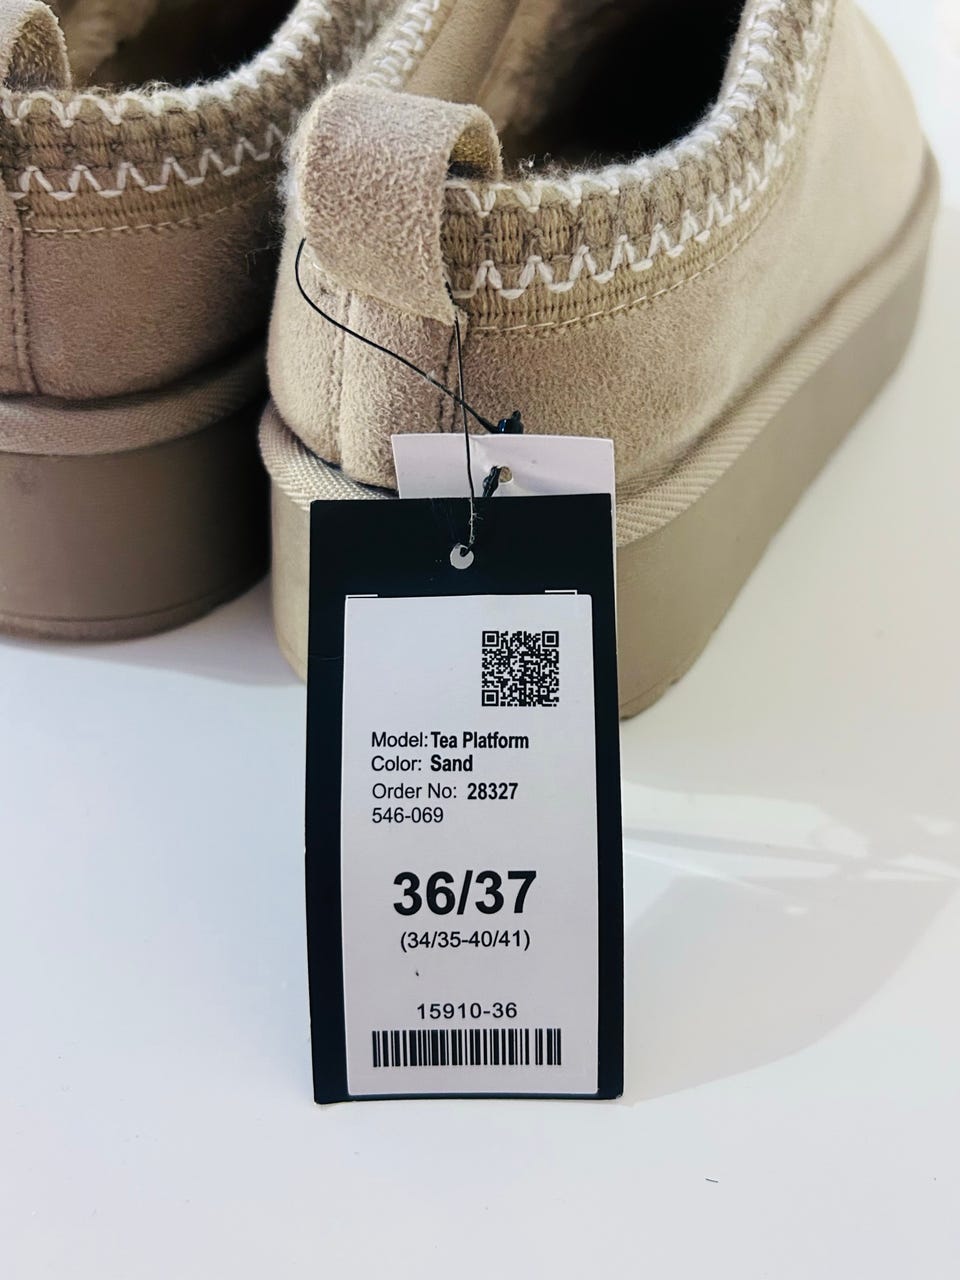 Model: Tea Platform
Color: Sand
Order No: 28327
546-069
36/37
(34/35-40/41)
15910-36